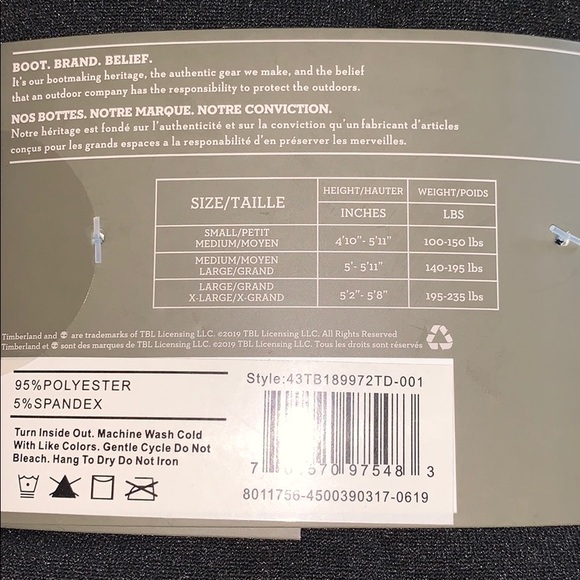 BOOT. BRAND. BELIEF.
It's our bootmaking heritage, the authentic gear we make, and the belief
that an outdoor company has the responsibility to protect the outdoors.
NOS BOTTES. NOTRE MARQUE. NOTRE CONVICTION.
Notre héritage est fondé sur l'authenticité et sur la conviction qu'un fabricant d'articles
conçus pour les grands espaces a la responabilité d'en préserver les merveilles.
SIZE/TAILLE HEIGHT/HAUTER WEIGHT/POIDS
INCHES LBS
SMALL/PETIT
MEDIUM/MOYEN 4'10"- 5'11" 100-150 lbs
MEDIUM/MOYEN
LARGE/GRAND 5'- 5'11" 140-195 lbs
LARGE/GRAND
X-LARGE/X-GRAND 5'2"- 5'8" 195-235 lbs
Timberland and are trademarks of TBL Licensing LLC. ©2019 TBL Licensing LLC. All Rights Reserved
Timberland et sont des marques de TBL Licensing LLC. ©2019 TBL Licensing LLC. Tous les droits sont réservés
95%POLYESTER
5%SPANDEX
Turn Inside Out. Machine Wash Cold
With Like Colors. Gentle Cycle Do Not
Bleach. Hang To Dry Do Not Iron
Style:43TB189972TD-001
7 570 97548 3
8011756-4500390317-0619